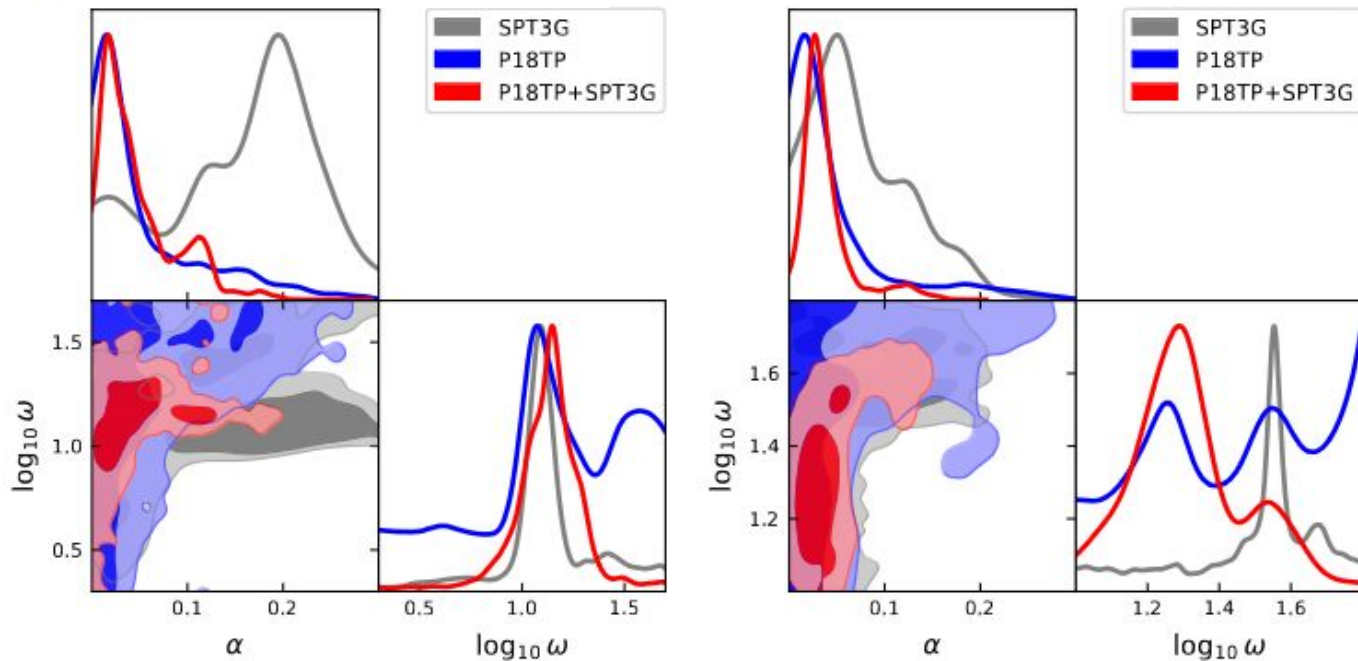 SPT3G
P18TP
P18TP+SPT3G
1.5
1.0
0.5
log₁₀ ω
0.1 0.2
α
0.5 1.0 1.5
log₁₀ ω
SPT3G
P18TP
P18TP+SPT3G
1.6
1.4
1.2
log₁₀ ω
0.1 0.2
α
1.2 1.4 1.6
log₁₀ ω